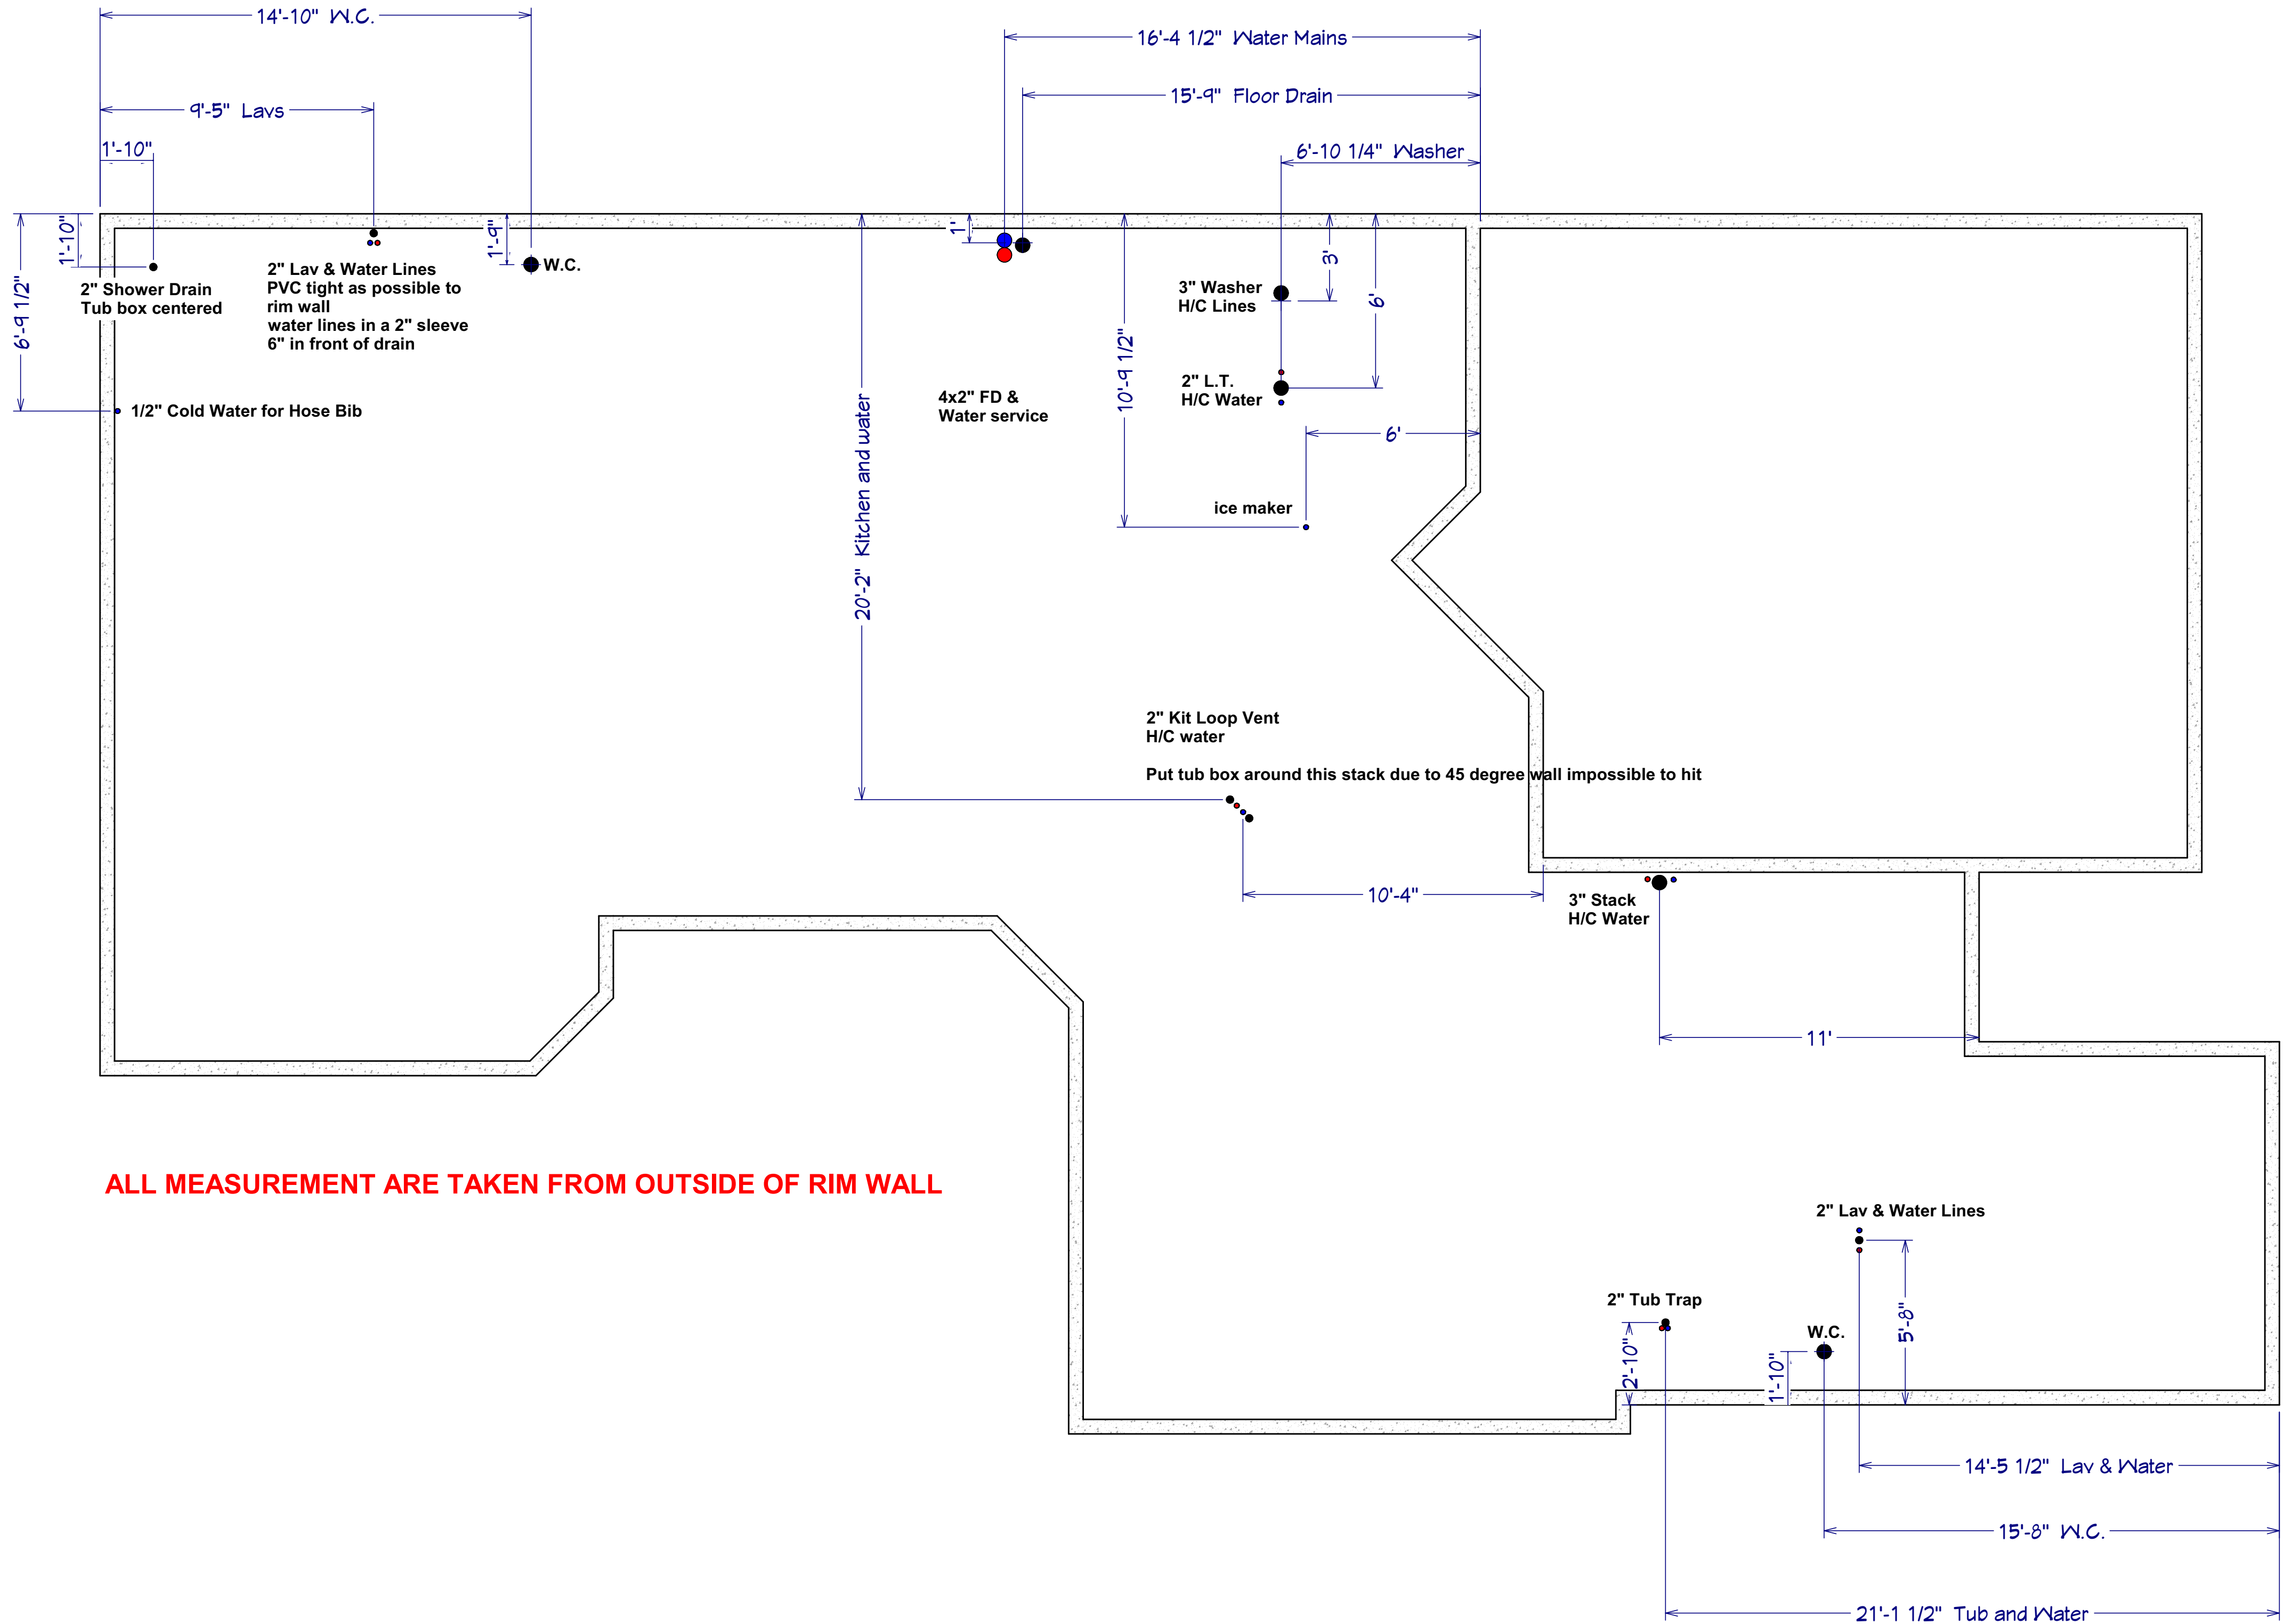 14'-10" W.C.
16'-4 1/2" Water Mains
15'-9" Floor Drain
9'-5" Lavs
1'-10"
6'-10 1/4" Washer
1'-10"
6'-9 1/2"
2" Shower Drain
Tub box centered
2" Lav & Water Lines
PVC tight as possible to
rim wall
water lines in a 2" sleeve
6" in front of drain
1'-9"
W.C.
1/2" Cold Water for Hose Bib
20'-2" Kitchen and water
1'
4x2" FD &
Water service
10'-9 1/2"
3" Washer
H/C Lines
3'
6'
2" L.T.
H/C Water
6'
ice maker
2" Kit Loop Vent
H/C water
Put tub box around this stack due to 45 degree wall impossible to hit
10'-4"
3" Stack
H/C Water
11'
ALL MEASUREMENT ARE TAKEN FROM OUTSIDE OF RIM WALL
2" Lav & Water Lines
2" Tub Trap
2'-10"
W.C.
1'-10"
5'-8"
14'-5 1/2" Lav & Water
15'-8" W.C.
21'-1 1/2" Tub and Water